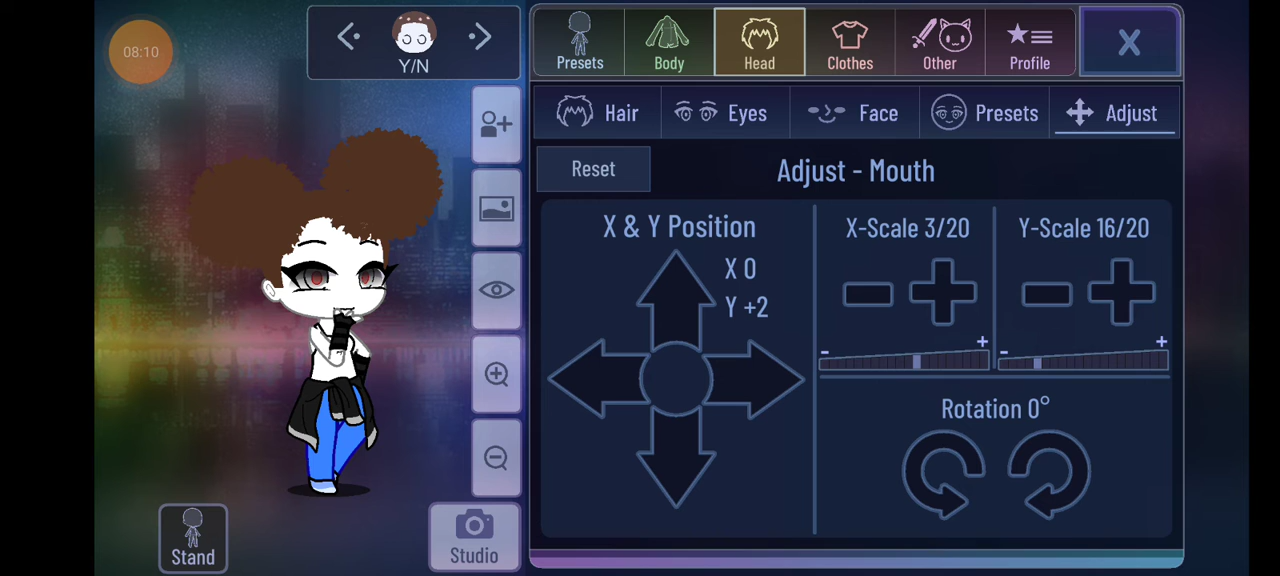 08:10
Y/N
Presets
Body
Head
Clothes
Other
Profile
X
Hair
Eyes
Face
Presets
Adjust
Reset
Adjust - Mouth
X & Y Position
X 0
Y +2
X-Scale 3/20
- +
Y-Scale 16/20
- +
Rotation 0°
Stand
Studio